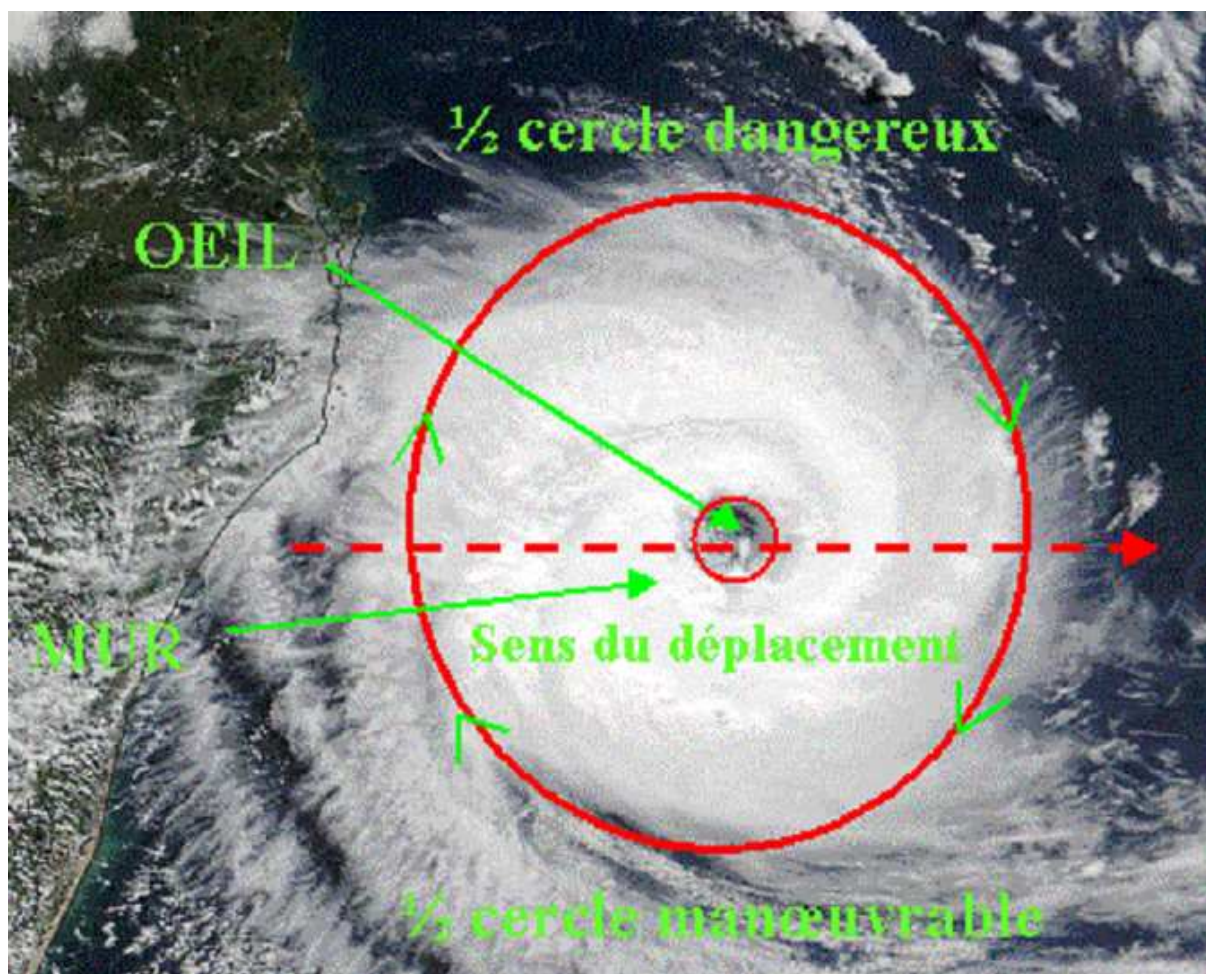 ½ cercle dangereux
OEIL
MUR
Sens du déplacement
½ cercle manœuvrable